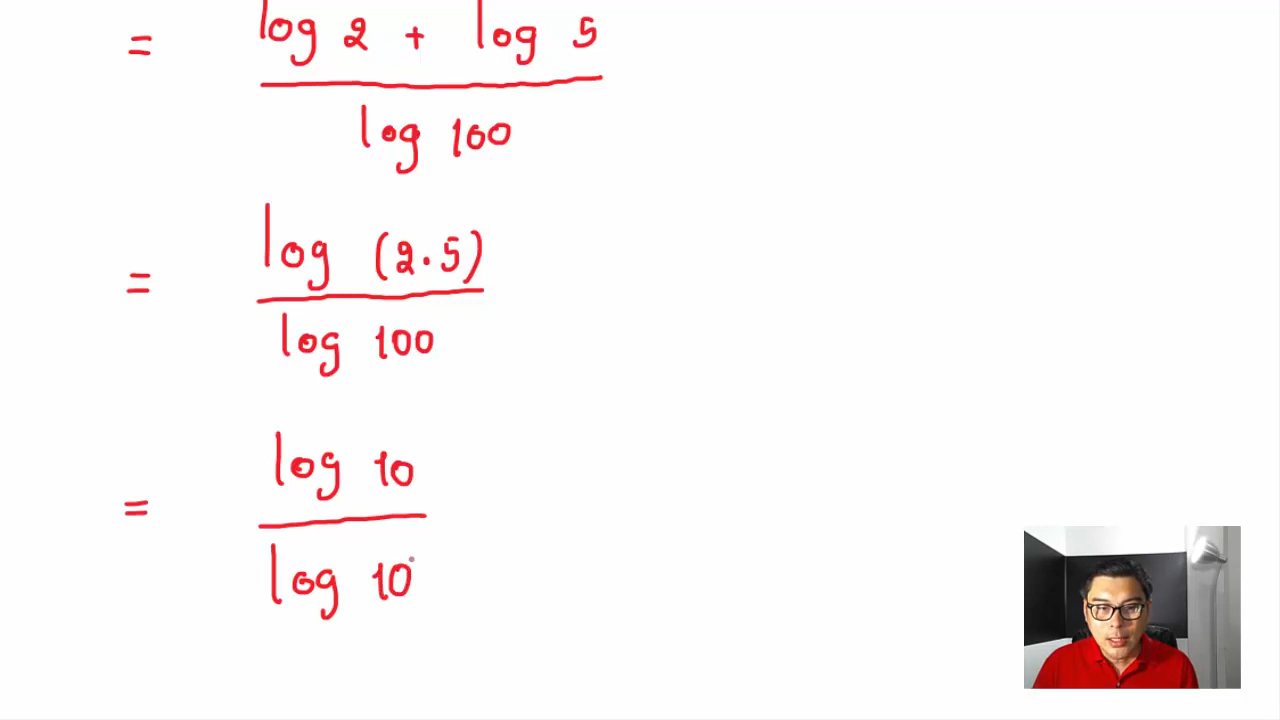 = log 2 + log 5
log 100
= log (2·5)
log 100
= log 10
log 10